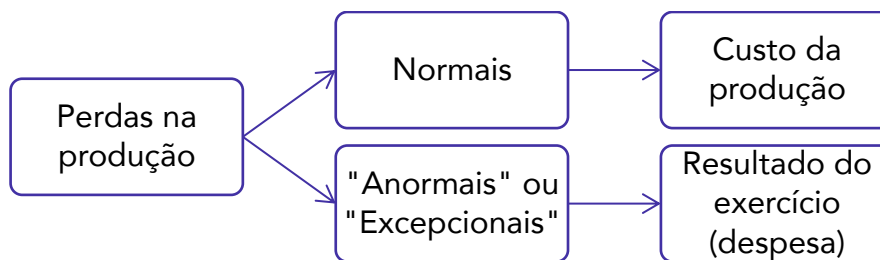 Perdas na
produção
Normais
Custo da
produção
"Anormais" ou
"Excepcionais"
Resultado do
exercício
(despesa)